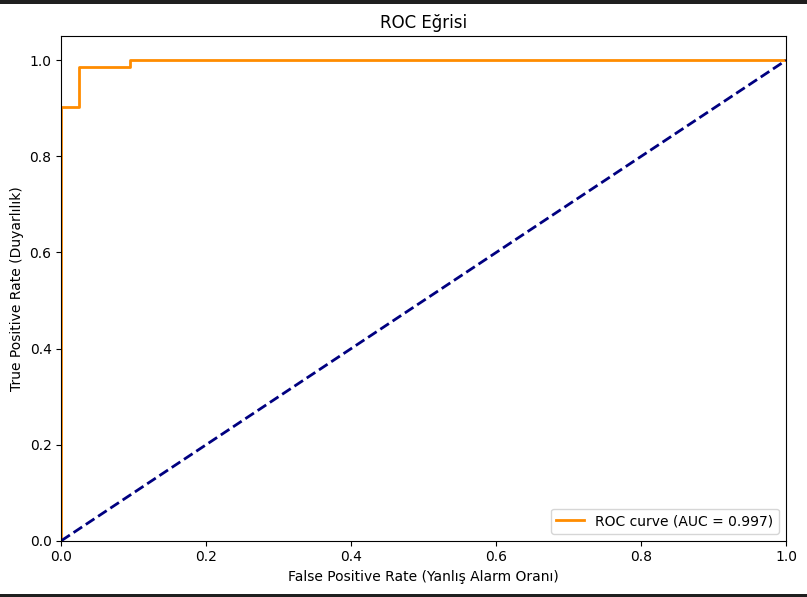 ROC Eğrisi
True Positive Rate (Duyarlılık)
1.0
0.8
0.6
0.4
0.2
0.0
0.0 0.2 0.4 0.6 0.8 1.0
False Positive Rate (Yanlış Alarm Oranı)
ROC curve (AUC = 0.997)